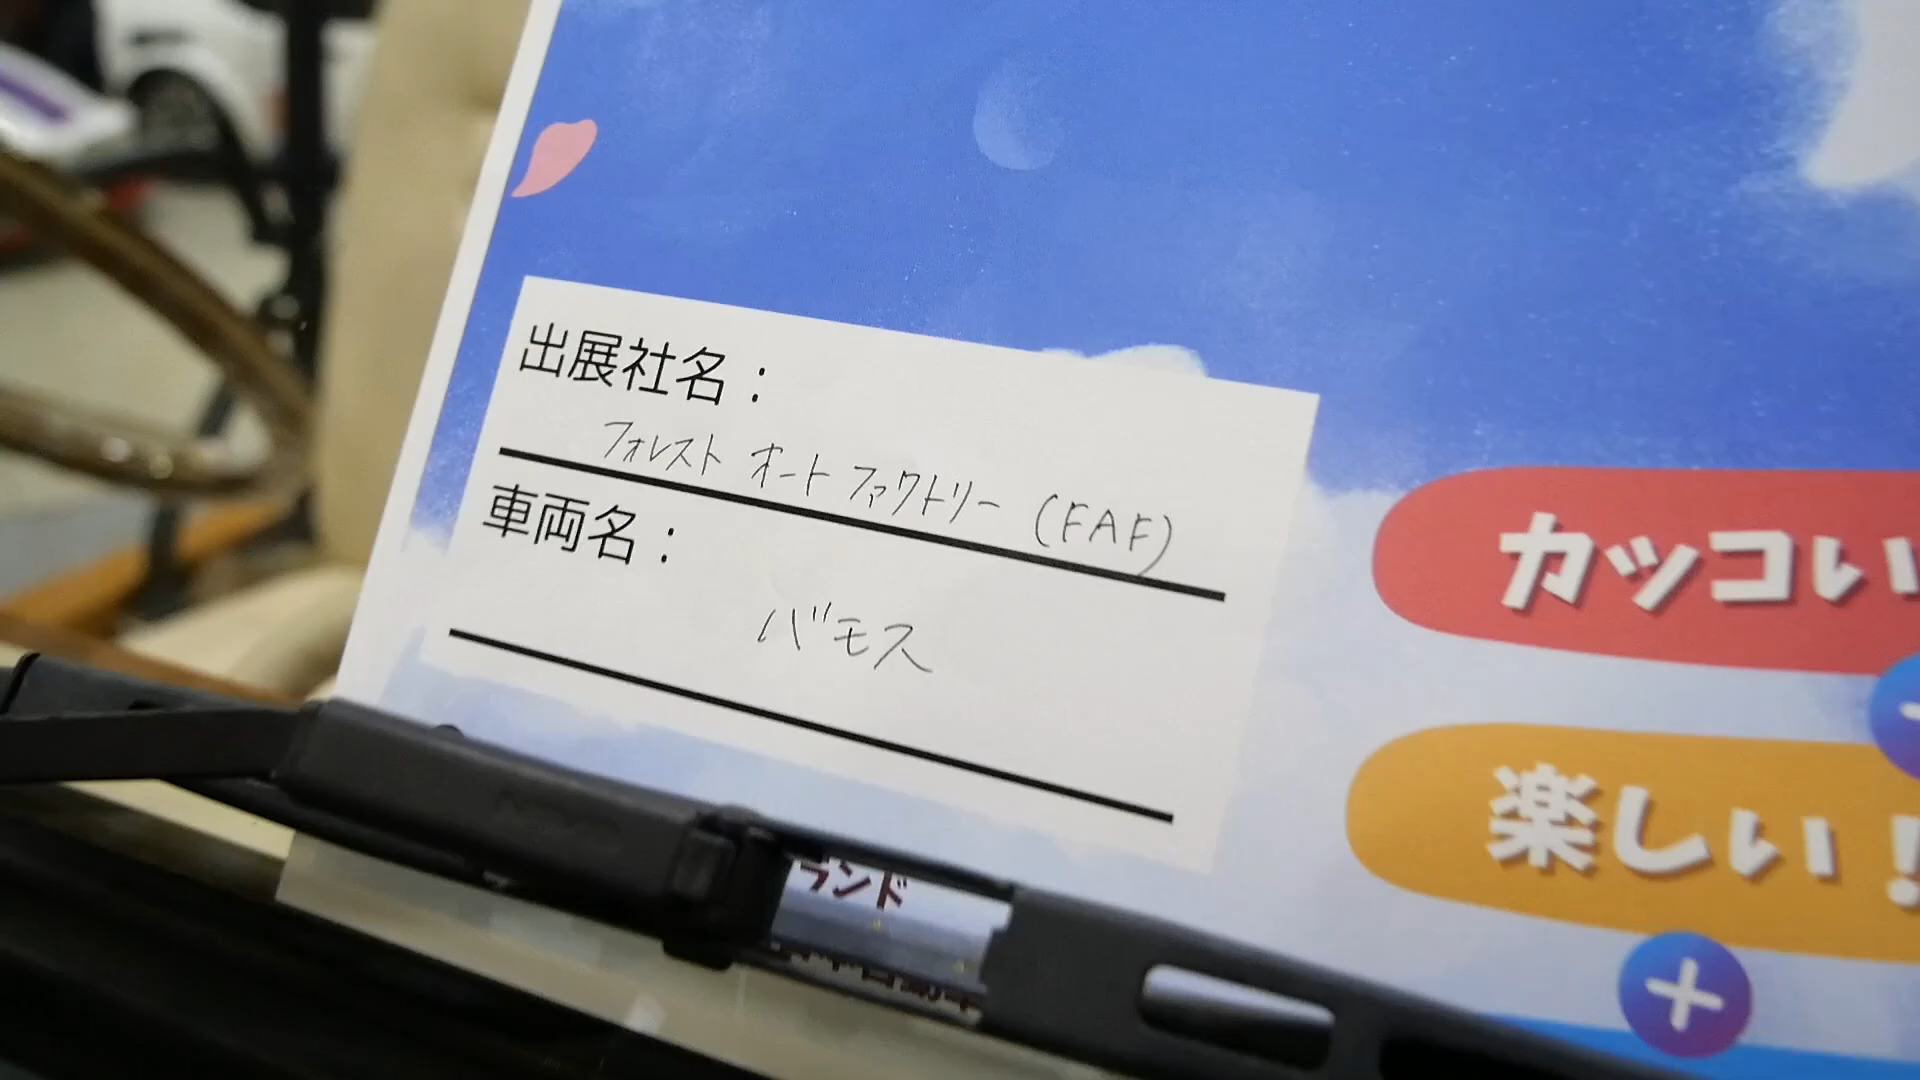 出展社名：
フォレスト オート ファクトリー (FAF)
車両名：
バモス
カッコい
楽しい！
+
ランド